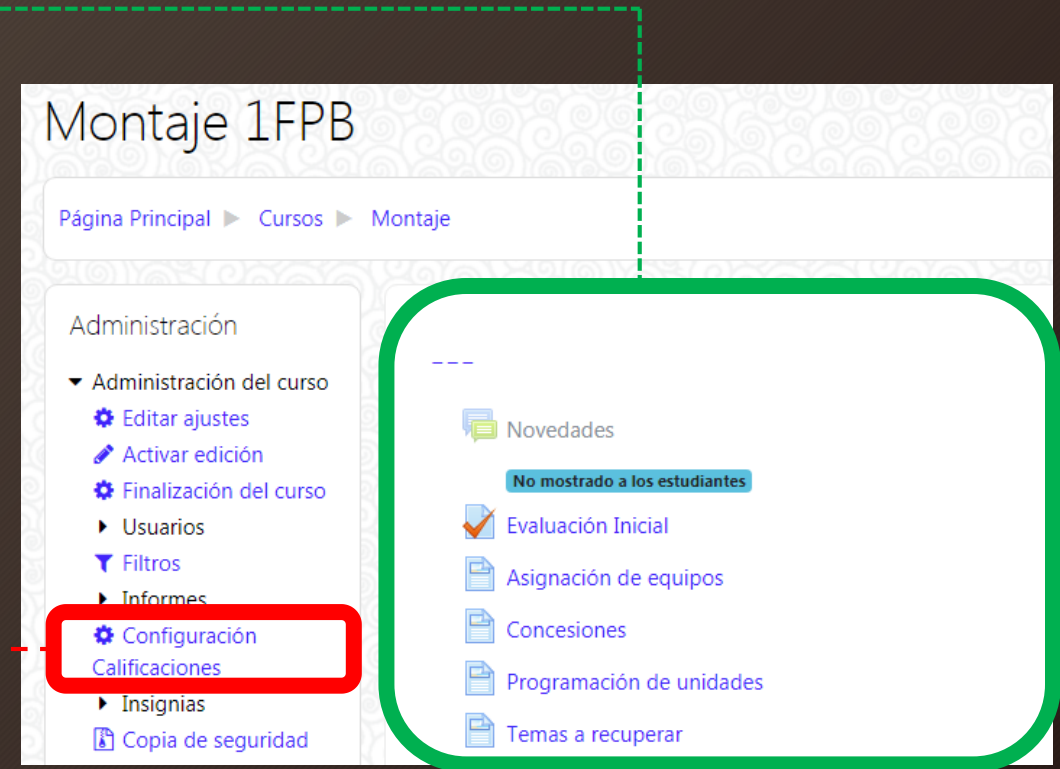 Montaje 1FPB
Página Principal ▶ Cursos ▶ Montaje
Administración
Administración del curso
Editar ajustes
Activar edición
Finalización del curso
Usuarios
Filtros
Informes
Configuración
Calificaciones
Insignias
Copia de seguridad
Novedades
No mostrado a los estudiantes
Evaluación Inicial
Asignación de equipos
Concesiones
Programación de unidades
Temas a recuperar